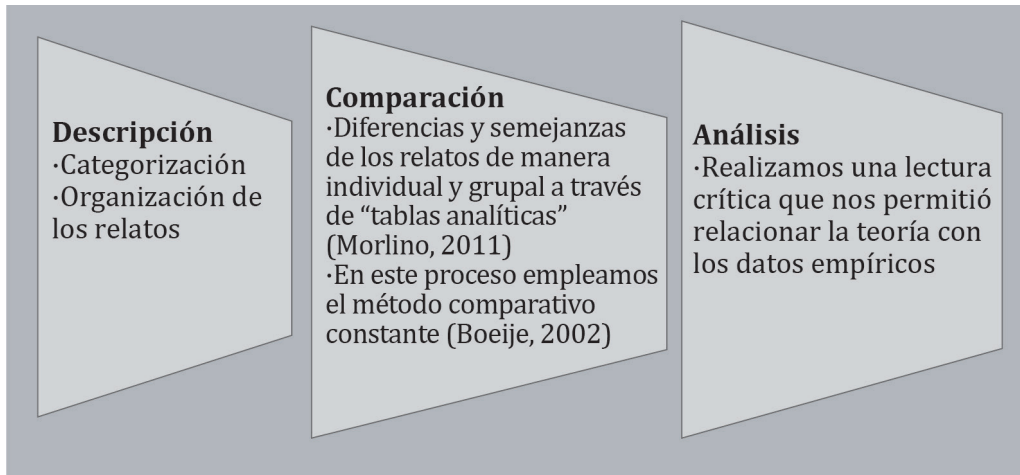 Descripción
·Categorización
·Organización de
los relatos
Comparación
·Diferencias y semejanzas
de los relatos de manera
individual y grupal a través
de “tablas analíticas”
(Morlino, 2011)
·En este proceso empleamos
el método comparativo
constante (Boeije, 2002)
Análisis
·Realizamos una lectura
crítica que nos permitió
relacionar la teoría con
los datos empíricos